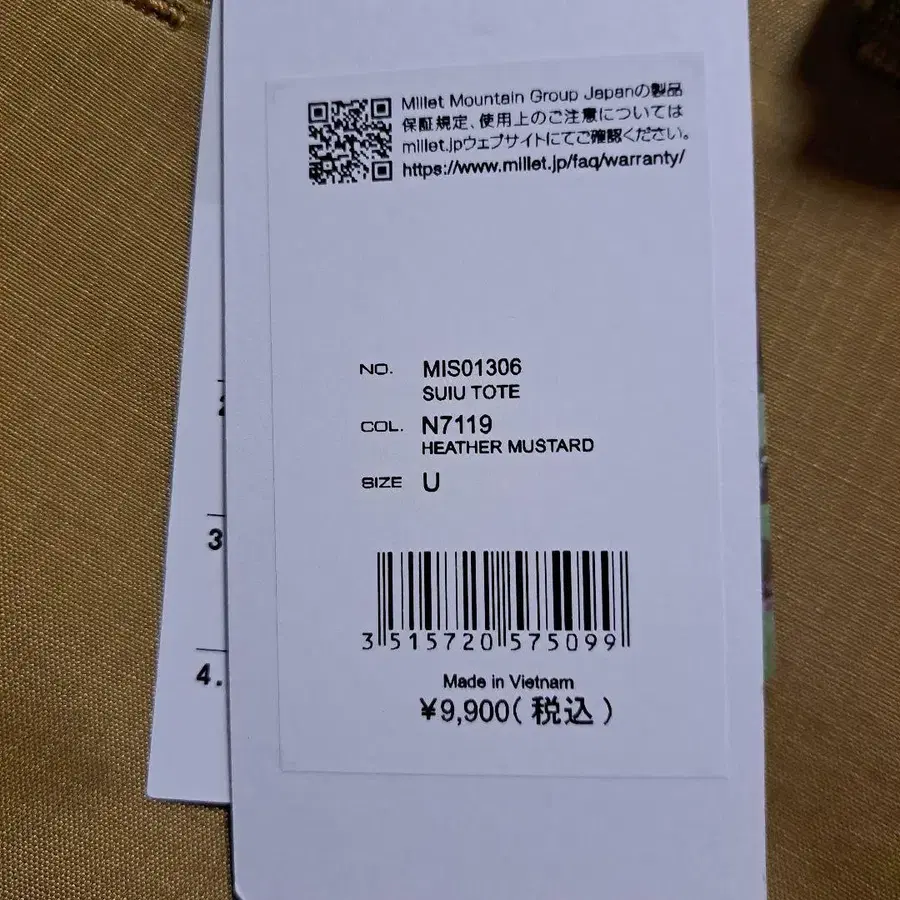 Millet Mountain Group Japanの製品
保証規定、使用上のご注意については
millet.jpウェブサイトにてご確認ください。
https://www.millet.jp/faq/warranty/
NO. MIS01306
SUIU TOTE
COL. N7119
HEATHER MUSTARD
SIZE U
3 515720 575099
Made in Vietnam
¥9,900(税込)
3
4.